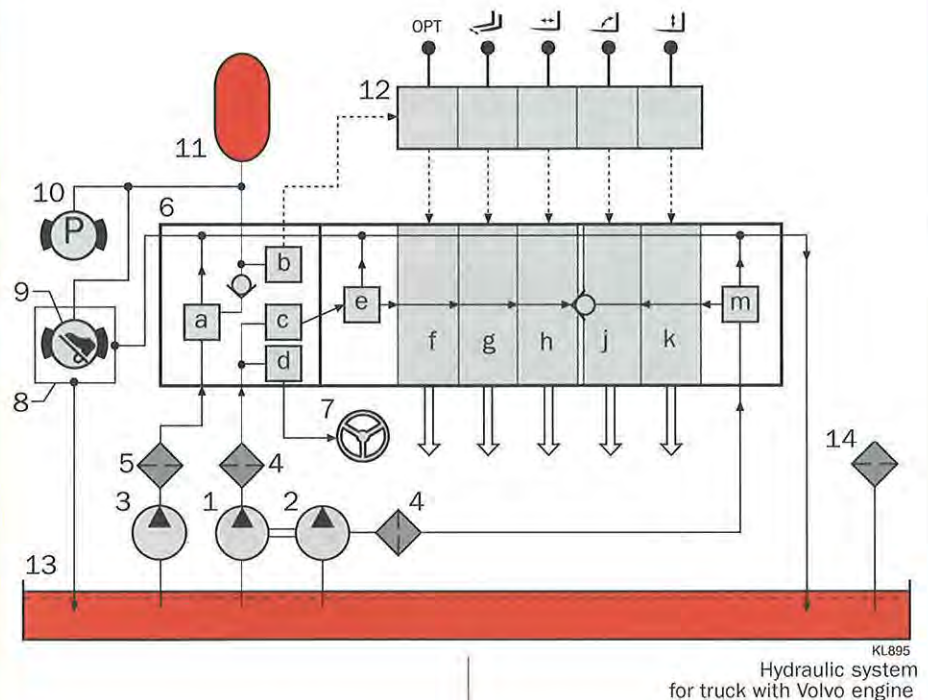 OPT
12
11
10
6
P
b
9
a
c
e
m
d
f
g
h
j
k
8
7
14
5
4
4
3
1
2
13
KL895
Hydraulic system
for truck with Volvo engine